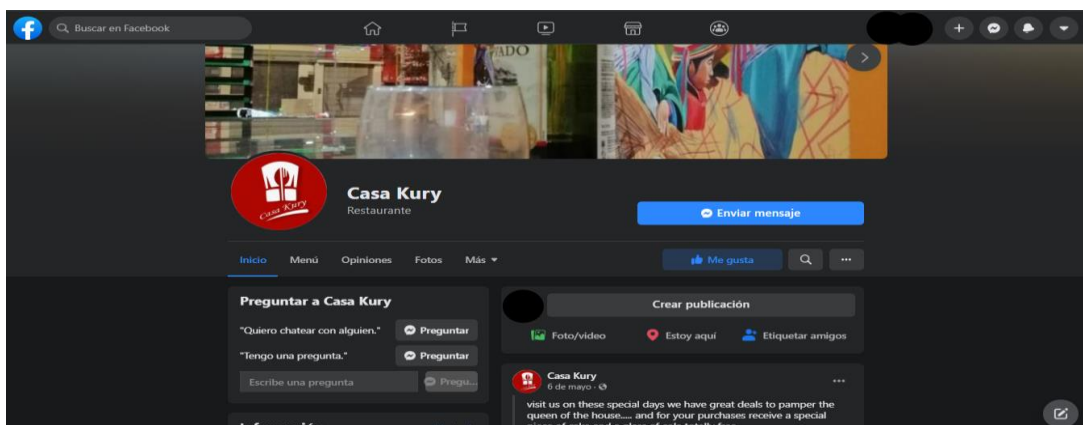 Buscar en Facebook
VADO
Casa Kury
Casa Kury
Restaurante
Enviar mensaje
Inicio Menú Opiniones Fotos Más
Me gusta
Preguntar a Casa Kury
"Quiero chatear con alguien." Preguntar
"Tengo una pregunta." Preguntar
Escribe una pregunta Pregu...
Crear publicación
Foto/video Estoy aquí Etiquetar amigos
Casa Kury
6 de mayo ·
visit us on these special days we have great deals to pamper the
queen of the house..... and for your purchases receive a special